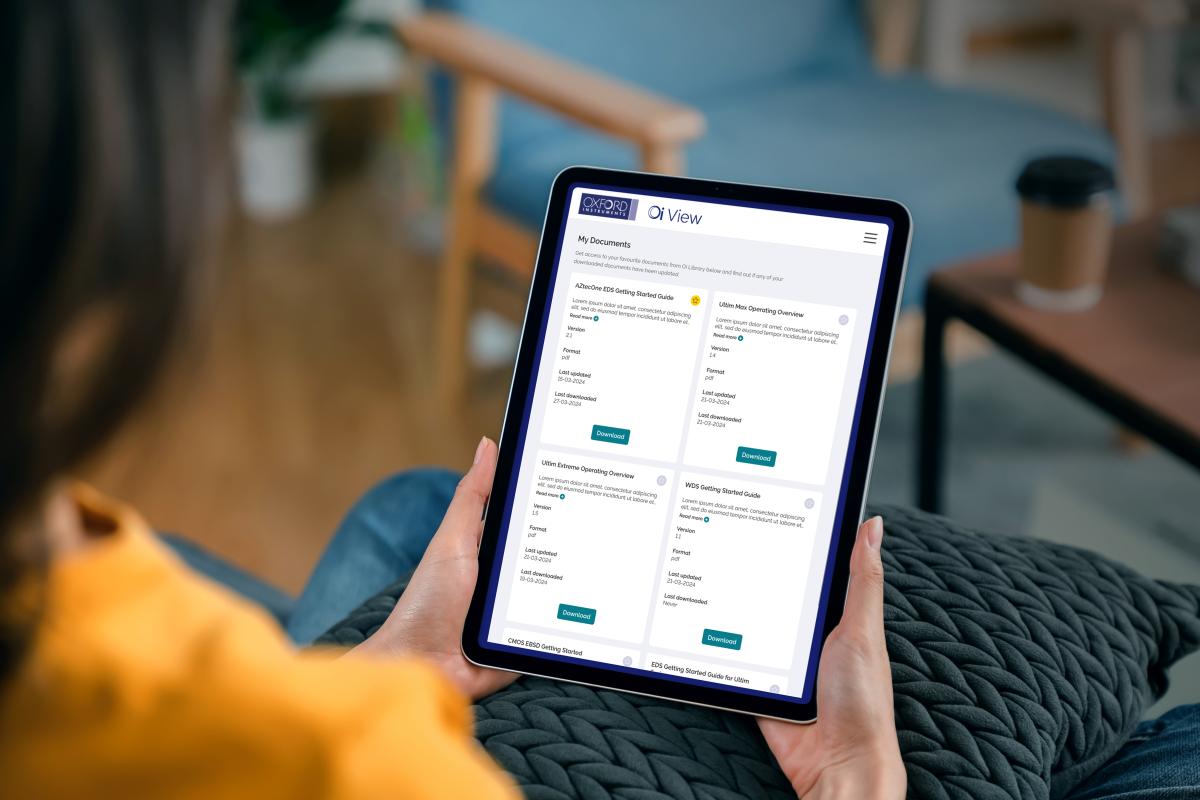 OXFORD
INSTRUMENTS
Oi View
My Documents
Get access to your favourite documents from Oi Library below and find out if any of your
downloaded documents have been updated.
AZtecOne EDS Getting Started Guide
Lorem ipsum dolor sit amet, consectetur adipiscing
elit, sed do eiusmod tempor incididunt ut labore et..
Read more
Version
2.1
Format
pdf
Last updated
15-03-2024
Last downloaded
27-03-2024
Download
Ultim Max Operating Overview
Lorem ipsum dolor sit amet, consectetur adipiscing
elit, sed do eiusmod tempor incididunt ut labore et..
Read more
Version
1.4
Format
pdf
Last updated
21-03-2024
Last downloaded
21-03-2024
Download
Ultim Extreme Operating Overview
Lorem ipsum dolor sit amet, consectetur adipiscing
elit, sed do eiusmod tempor incididunt ut labore et..
Read more
Version
1.5
Format
pdf
Last updated
21-03-2024
Last downloaded
19-03-2024
Download
WDS Getting Started Guide
Lorem ipsum dolor sit amet, consectetur adipiscing
elit, sed do eiusmod tempor incididunt ut labore et..
Read more
Version
1.1
Format
pdf
Last updated
21-03-2024
Last downloaded
Never
Download
CMOS EBSD Getting Started
EDS Getting Started Guide for Ultim